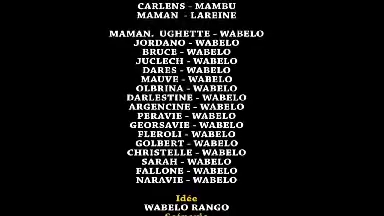 CARLENS - MAMBU
MAMAN - LAREINE
MAMAN. UGHETTE - WABELO
JORDANO - WABELO
BRUCE - WABELO
JUCLECH - WABELO
DARES - WABELO
MAUVE - WABELO
OLBRINA - WABELO
DARLESTINE - WABELO
ARGENCINE - WABELO
PERAVIE - WABELO
GEORSAVIE - WABELO
FLEROLI - WABELO
GOLBERT - WABELO
CHRISTELLE - WABELO
SARAH - WABELO
FALLONE - WABELO
NARAVIE - WABELO
Idée
WABELO RANGO